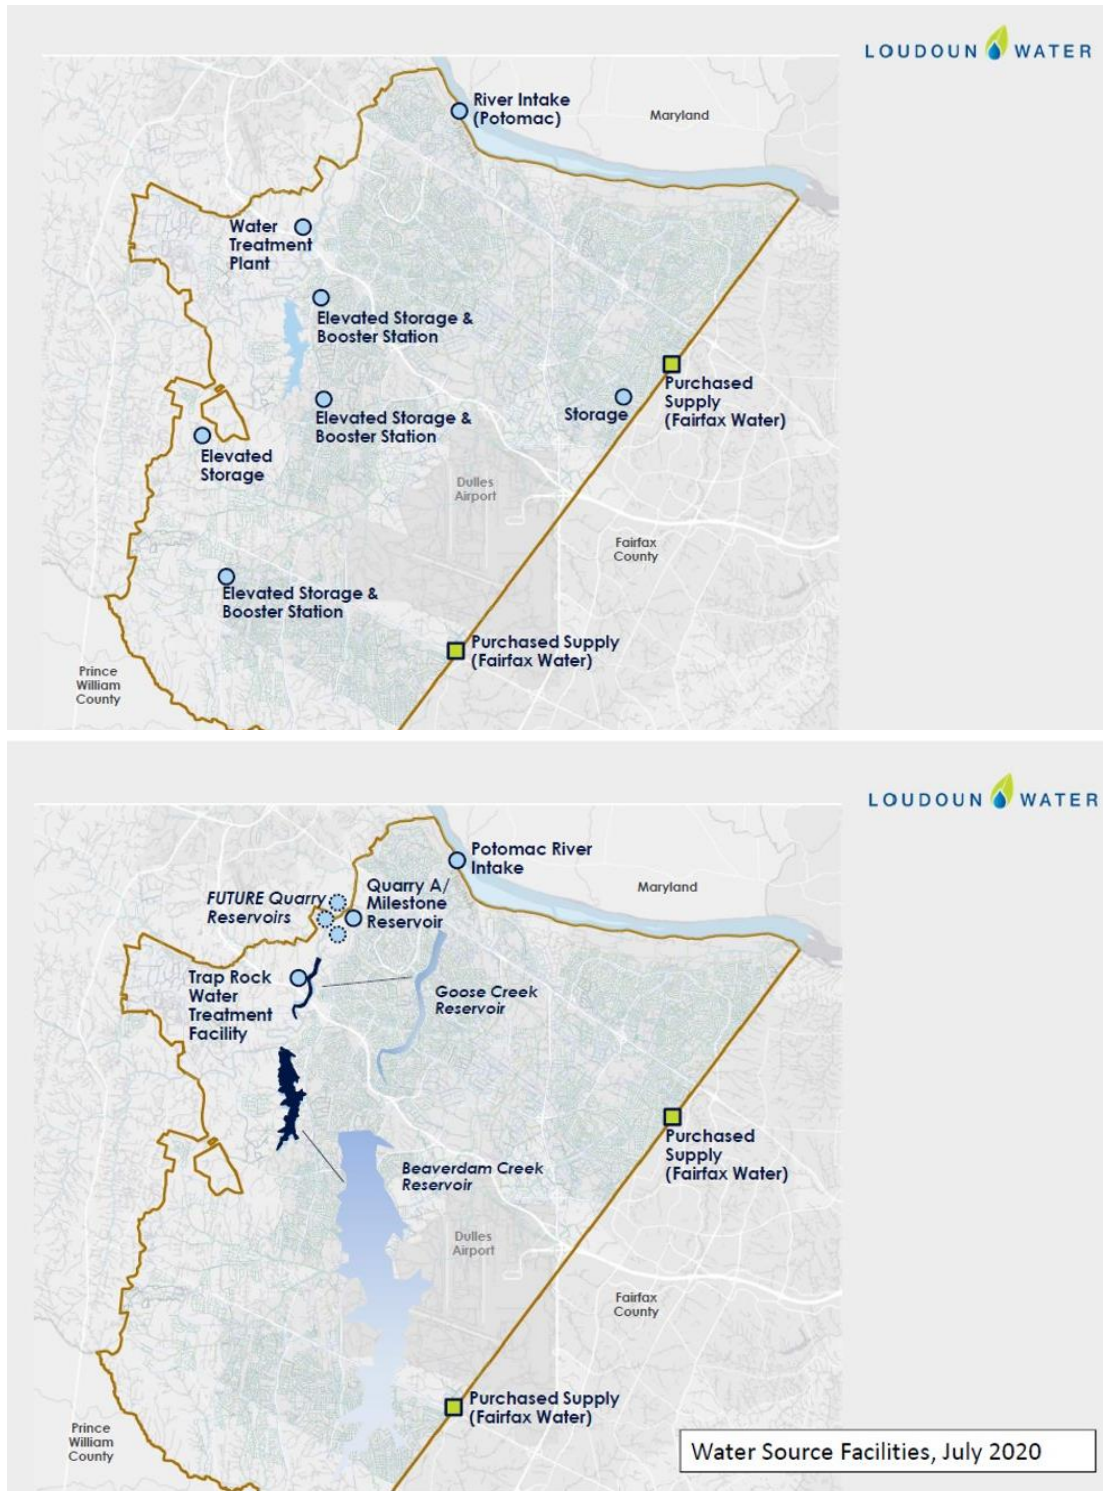 LOUDOUN WATER
River Intake
(Potomac)
Maryland
Water
Treatment
Plant
Elevated Storage &
Booster Station
Purchased
Supply
(Fairfax Water)
Elevated Storage &
Booster Station
Storage
Elevated
Storage
Dulles
Airport
Fairfax
County
Elevated Storage &
Booster Station
Purchased Supply
(Fairfax Water)
Prince
William
County
LOUDOUN WATER
Potomac River
Intake
Maryland
FUTURE Quarry
Reservoirs
Quarry A/
Milestone
Reservoir
Trap Rock
Water
Treatment
Facility
Goose Creek
Reservoir
Purchased
Supply
(Fairfax Water)
Beaverdam Creek
Reservoir
Dulles
Airport
Fairfax
County
Purchased Supply
(Fairfax Water)
Prince
William
County
Water Source Facilities, July 2020